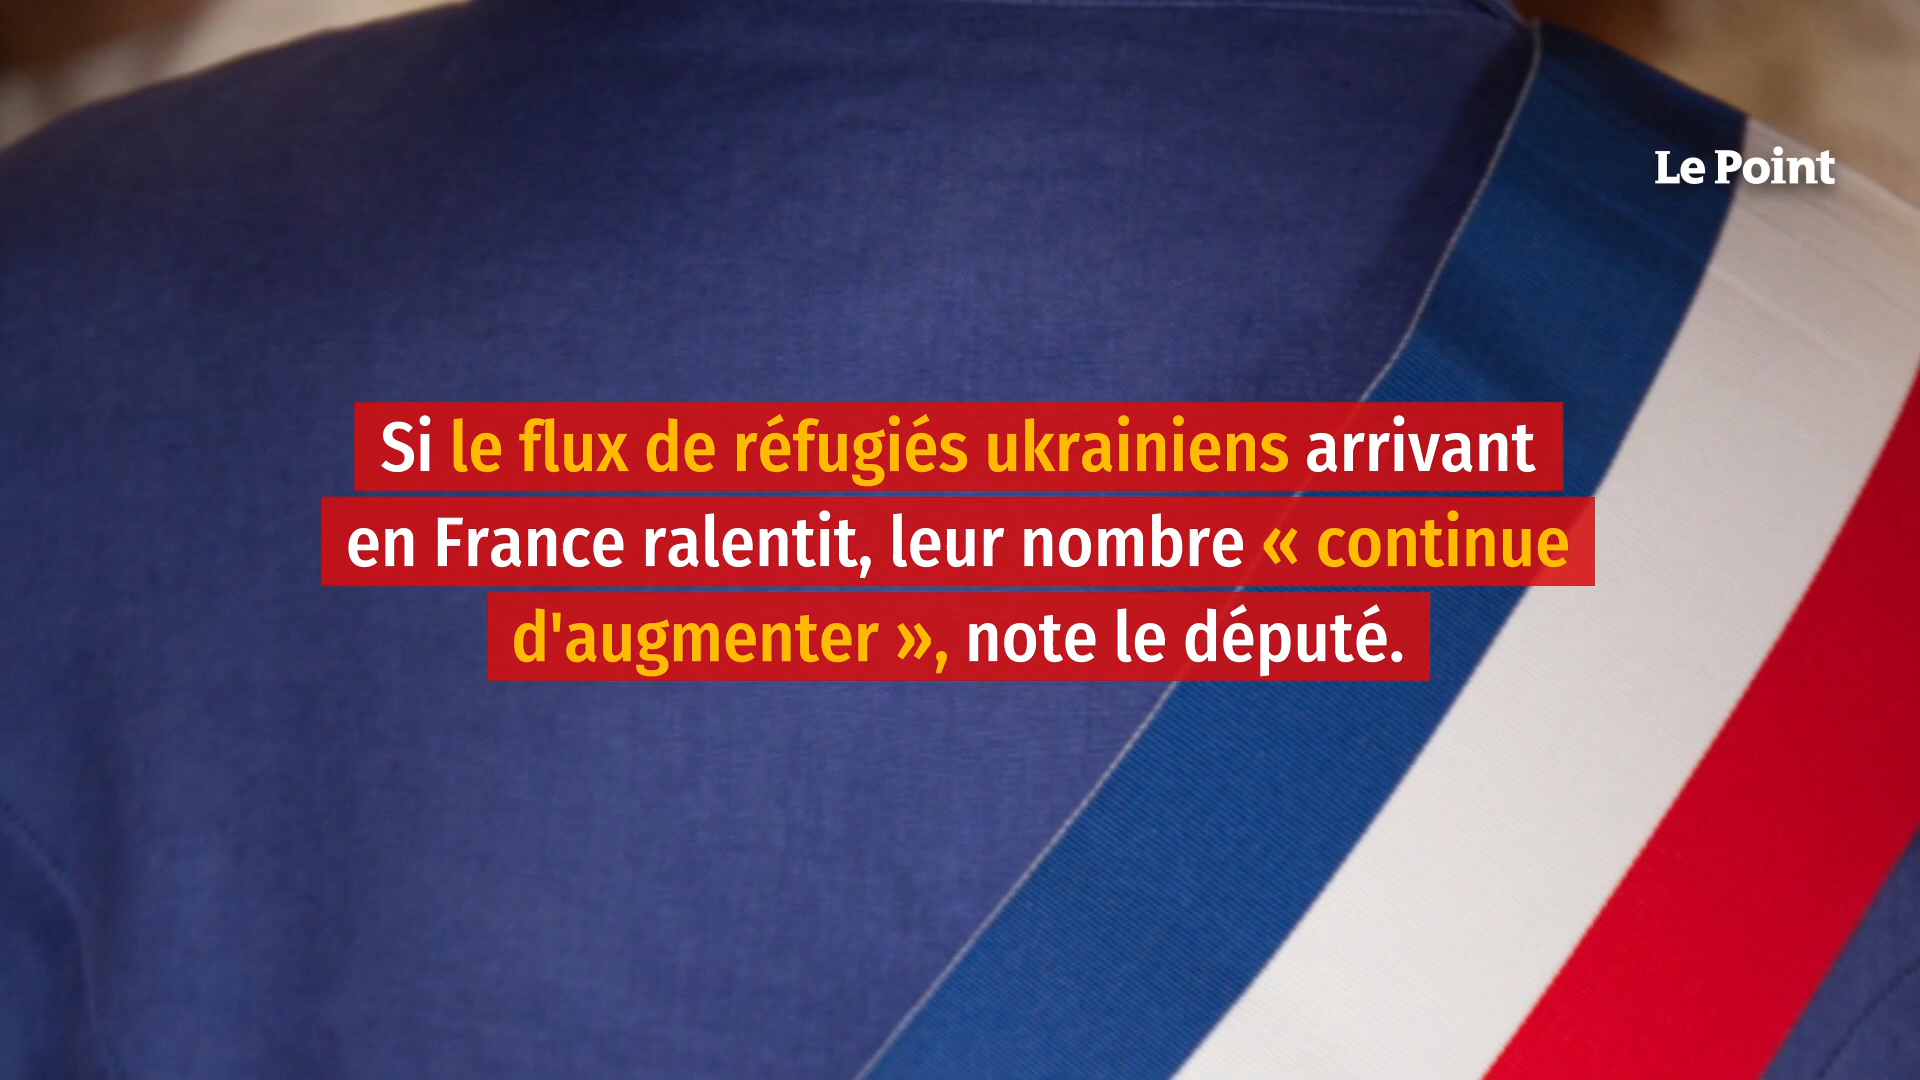 Le Point
Si le flux de réfugiés ukrainiens arrivant
en France ralentit, leur nombre « continue
d'augmenter », note le député.